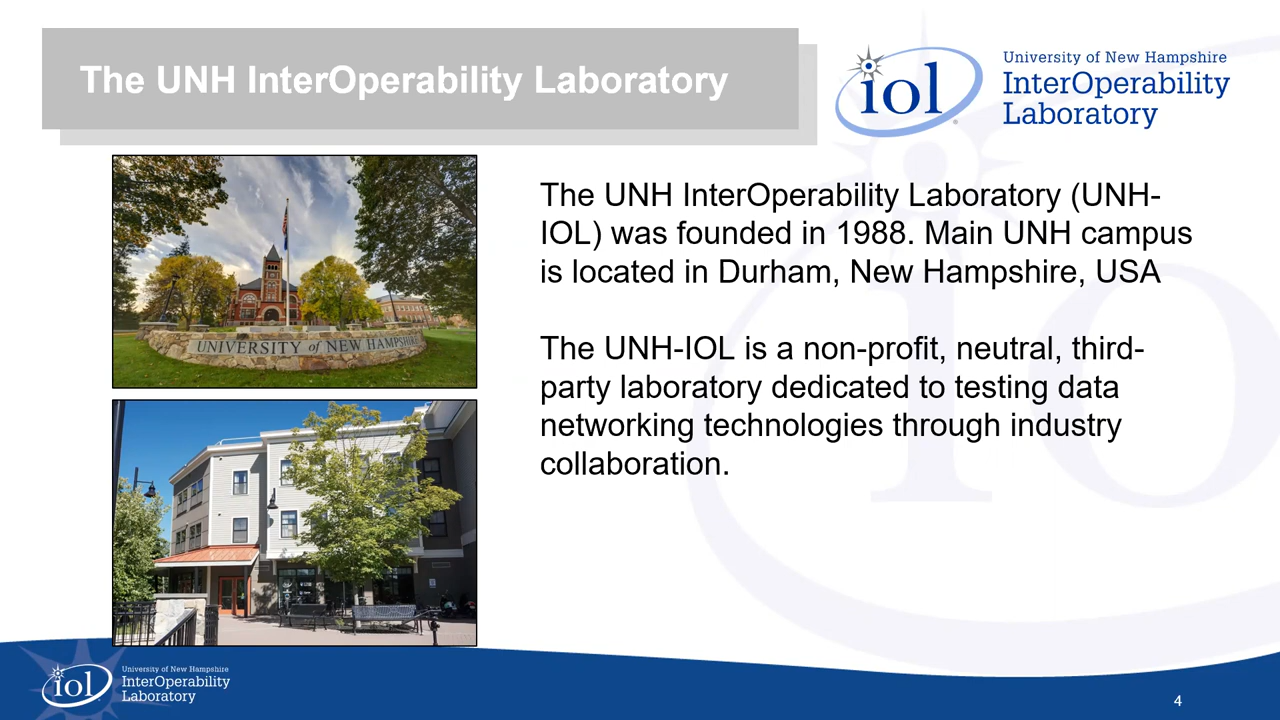 The UNH InterOperability Laboratory
iol
University of New Hampshire
InterOperability
Laboratory
UNIVERSITY of NEW HAMPSHIRE
The UNH InterOperability Laboratory (UNH-
IOL) was founded in 1988. Main UNH campus
is located in Durham, New Hampshire, USA
The UNH-IOL is a non-profit, neutral, third-
party laboratory dedicated to testing data
networking technologies through industry
collaboration.
iol
University of New Hampshire
InterOperability
Laboratory
4